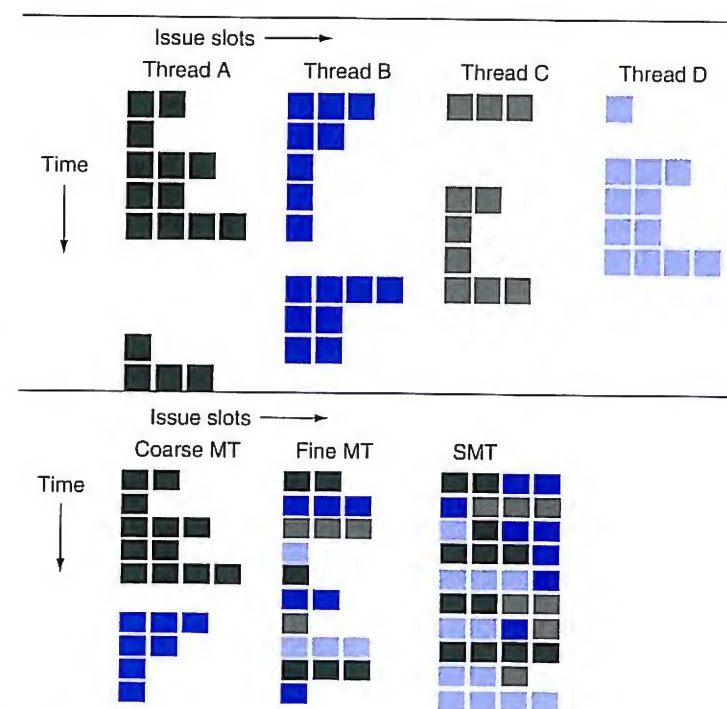 Issue slots
Thread A Thread B Thread C Thread D
Time
Issue slots
Coarse MT Fine MT SMT
Time